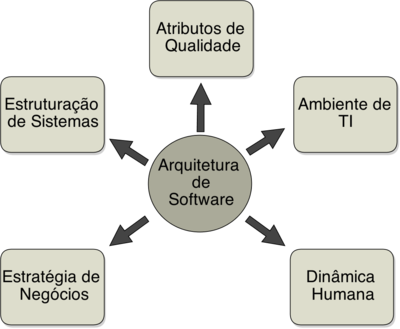 Atributos de
Qualidade
Estruturação
de Sistemas
Ambiente de
TI
Arquitetura
de
Software
Estratégia de
Negócios
Dinâmica
Humana